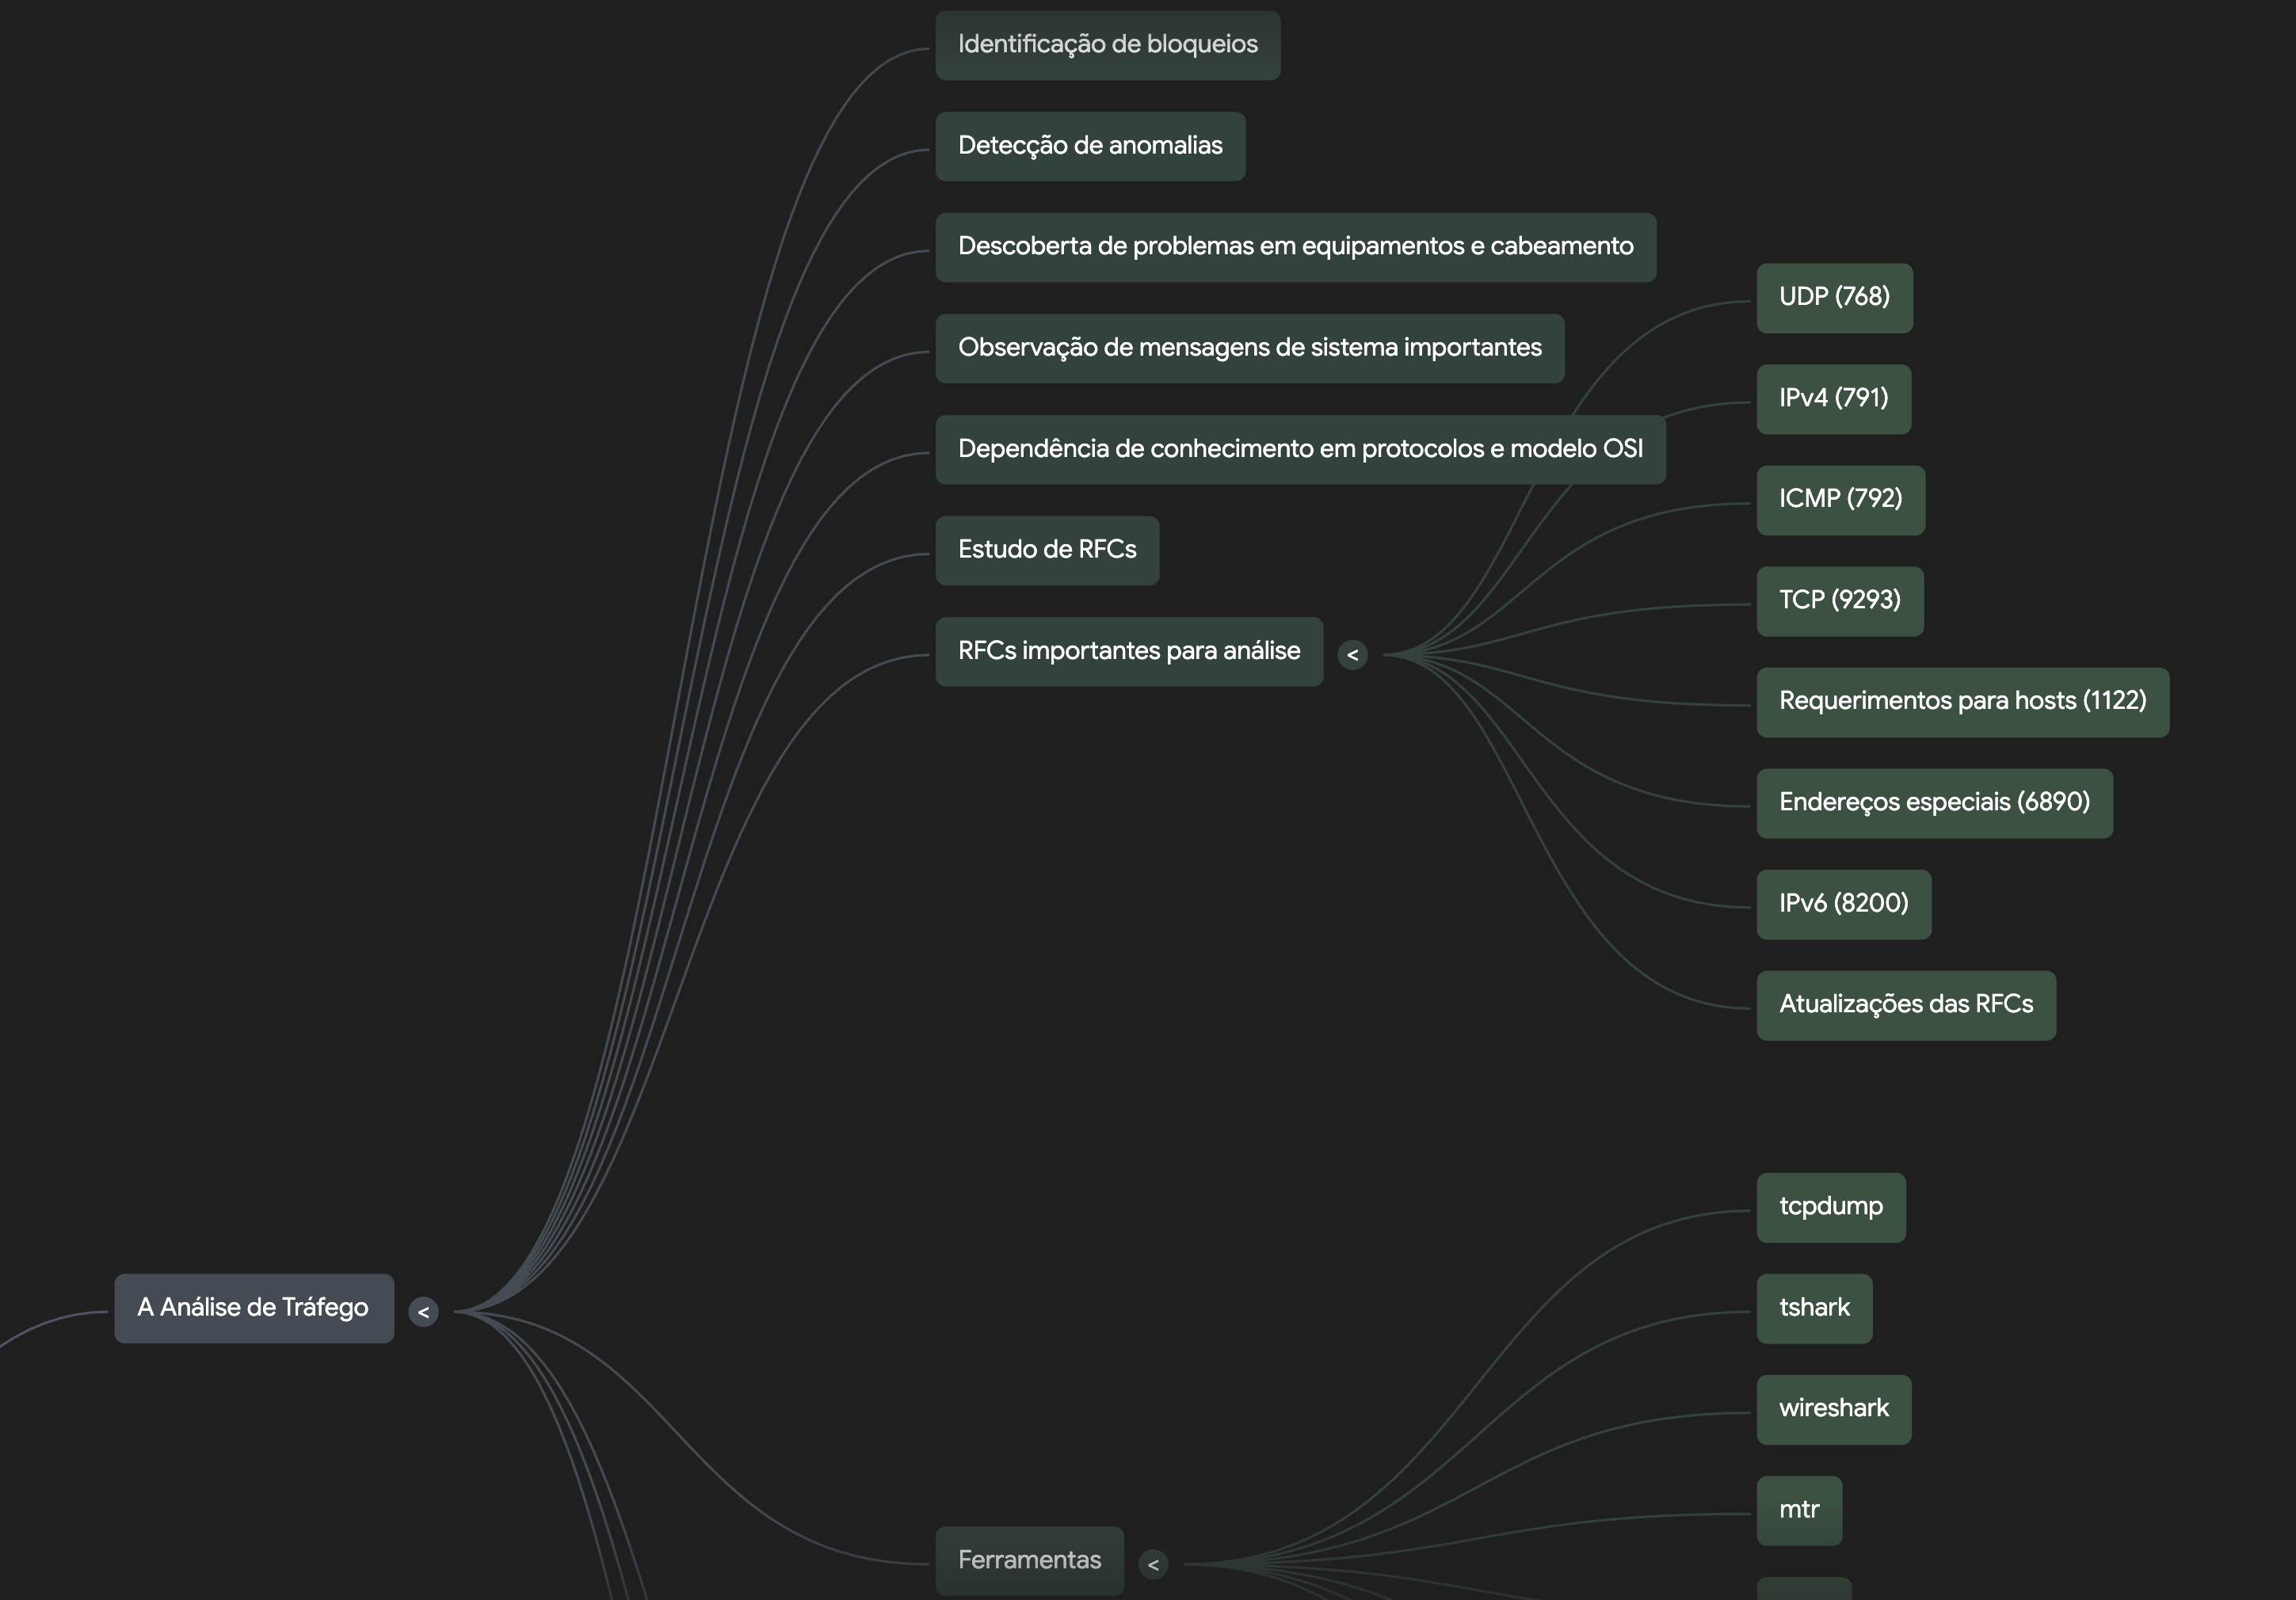 Identificação de bloqueios
Detecção de anomalias
Descoberta de problemas em equipamentos e cabeamento
Observação de mensagens de sistema importantes
Dependência de conhecimento em protocolos e modelo OSI
Estudo de RFCs
RFCs importantes para análise
<
UDP (768)
IPv4 (791)
ICMP (792)
TCP (9293)
Requerimentos para hosts (1122)
Endereços especiais (6890)
IPv6 (8200)
Atualizações das RFCs
A Análise de Tráfego
<
Ferramentas
<
tcpdump
tshark
wireshark
mtr